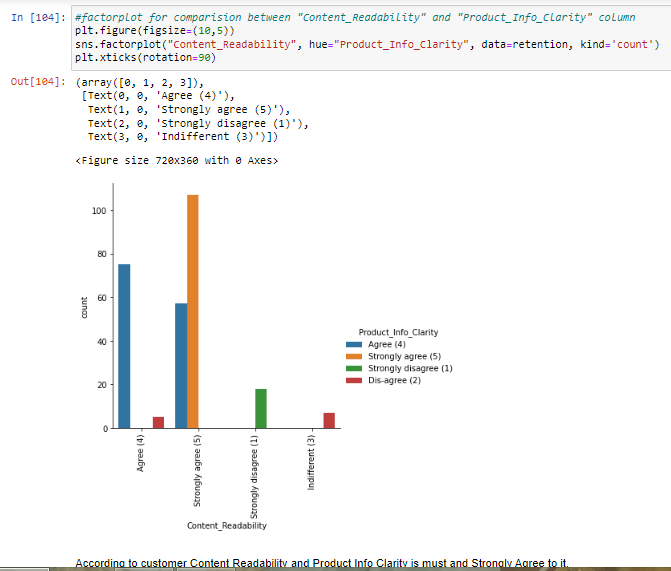 In [104]: #factorplot for comparision between "Content_Readability" and "Product_Info_Clarity" column
plt.figure(figsize=(10,5))
sns.factorplot("Content_Readability", hue="Product_Info_Clarity", data=retention, kind='count')
plt.xticks(rotation=90)
Out[104]: (array([0, 1, 2, 3]),
[Text(0, 0, 'Agree (4)'),
Text(1, 0, 'Strongly agree (5)'),
Text(2, 0, 'Strongly disagree (1)'),
Text(3, 0, 'Indifferent (3)')])
<Figure size 720x360 with 0 Axes>
100
80
60
40
20
0
count
Agree (4)
Strongly agree (5)
Strongly disagree (1)
Indifferent (3)
Content_Readability
Product_Info_Clarity
Agree (4)
Strongly agree (5)
Strongly disagree (1)
Dis-agree (2)
According to customer Content Readability and Product Info Clarity is must and Strongly Agree to it.